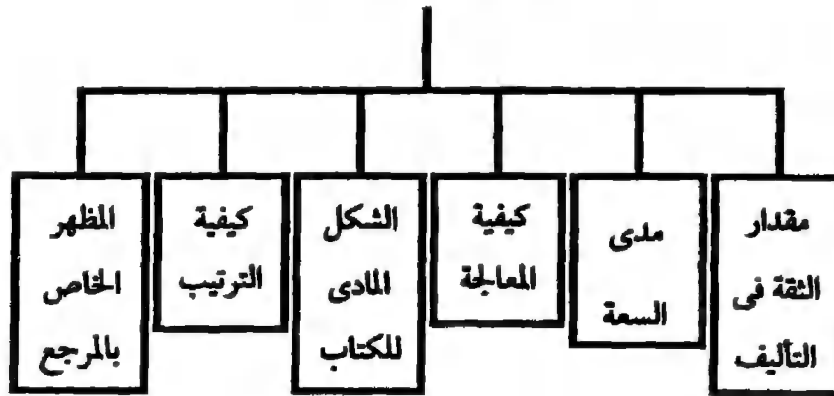 مقدار
الثقة فى
التأليف
مدى
السعة
كيفية
المعالجة
الشكل
المادى
للكتاب
كيفية
الترتيب
المظهر
الخاص
بالمرجع